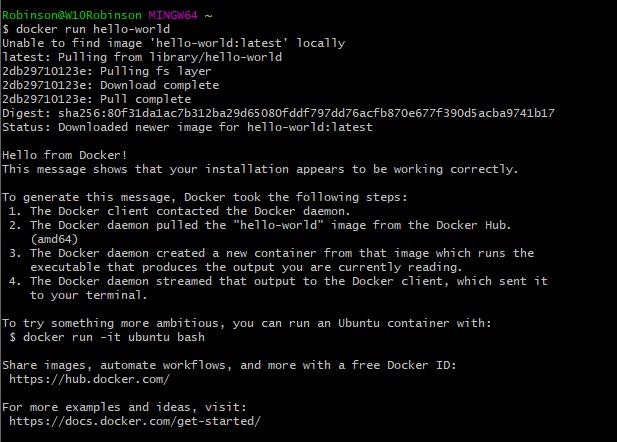 Robinson@W10Robinson MINGW64 ~
$ docker run hello-world
Unable to find image 'hello-world:latest' locally
latest: Pulling from library/hello-world
2db29710123e: Pulling fs layer
2db29710123e: Download complete
2db29710123e: Pull complete
Digest: sha256:80f31da1ac7b312ba29d65080fddf797dd76acfb870e677f390d5acba9741b17
Status: Downloaded newer image for hello-world:latest

Hello from Docker!
This message shows that your installation appears to be working correctly.

To generate this message, Docker took the following steps:
 1. The Docker client contacted the Docker daemon.
 2. The Docker daemon pulled the "hello-world" image from the Docker Hub.
    (amd64)
 3. The Docker daemon created a new container from that image which runs the
    executable that produces the output you are currently reading.
 4. The Docker daemon streamed that output to the Docker client, which sent it
    to your terminal.

To try something more ambitious, you can run an Ubuntu container with:
 $ docker run -it ubuntu bash

Share images, automate workflows, and more with a free Docker ID:
 https://hub.docker.com/

For more examples and ideas, visit:
 https://docs.docker.com/get-started/